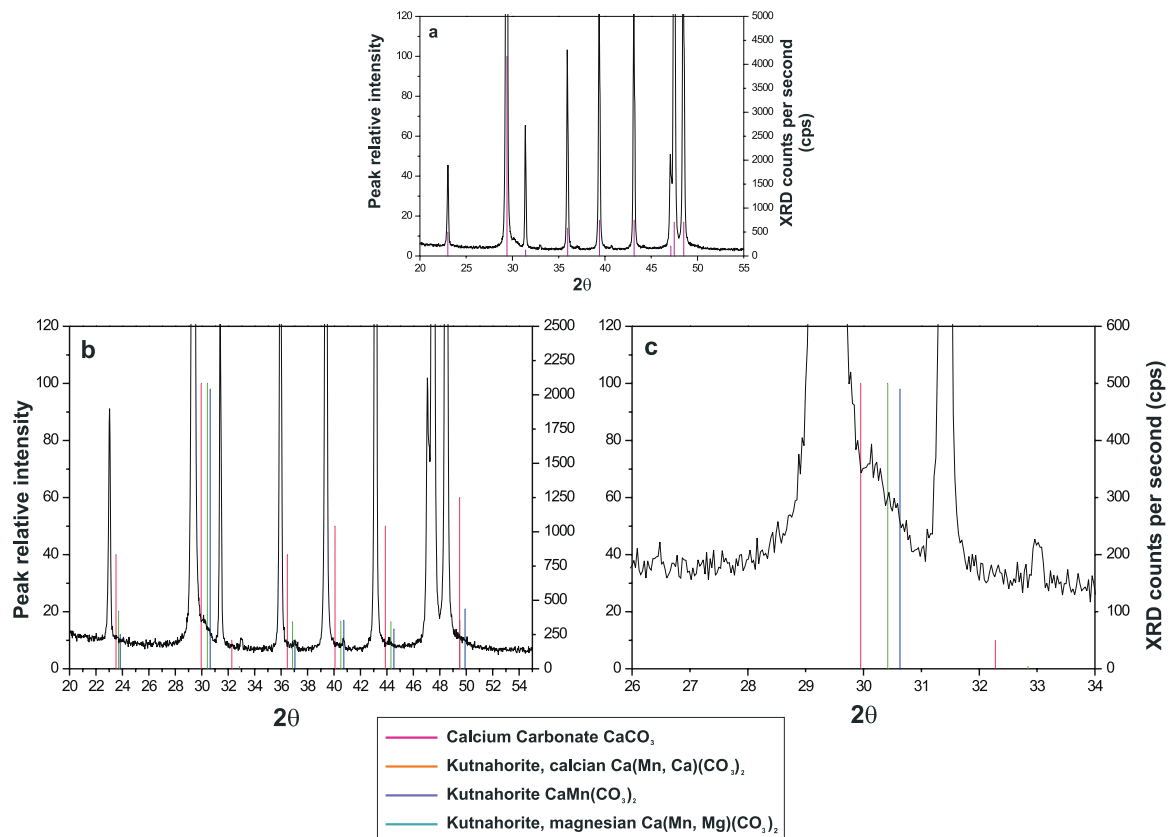 a
Peak relative intensity
120
100
80
60
40
20
0
5000
4500
4000
3500
3000
2500
2000
1500
1000
500
0
XRD counts per second
(cps)
20 25 30 35 40 45 50 55
2θ
b
Peak relative intensity
120
100
80
60
40
20
0
2500
2250
2000
1750
1500
1250
1000
750
500
250
0
20 22 24 26 28 30 32 34 36 38 40 42 44 46 48 50 52 54
2θ
c
120
100
80
60
40
20
0
600
500
400
300
200
100
0
XRD counts per second (cps)
26 27 28 29 30 31 32 33 34
2θ
Calcium Carbonate CaCO₃
Kutnahorite, calcian Ca(Mn, Ca)(CO₃)₂
Kutnahorite CaMn(CO₃)₂
Kutnahorite, magnesian Ca(Mn, Mg)(CO₃)₂